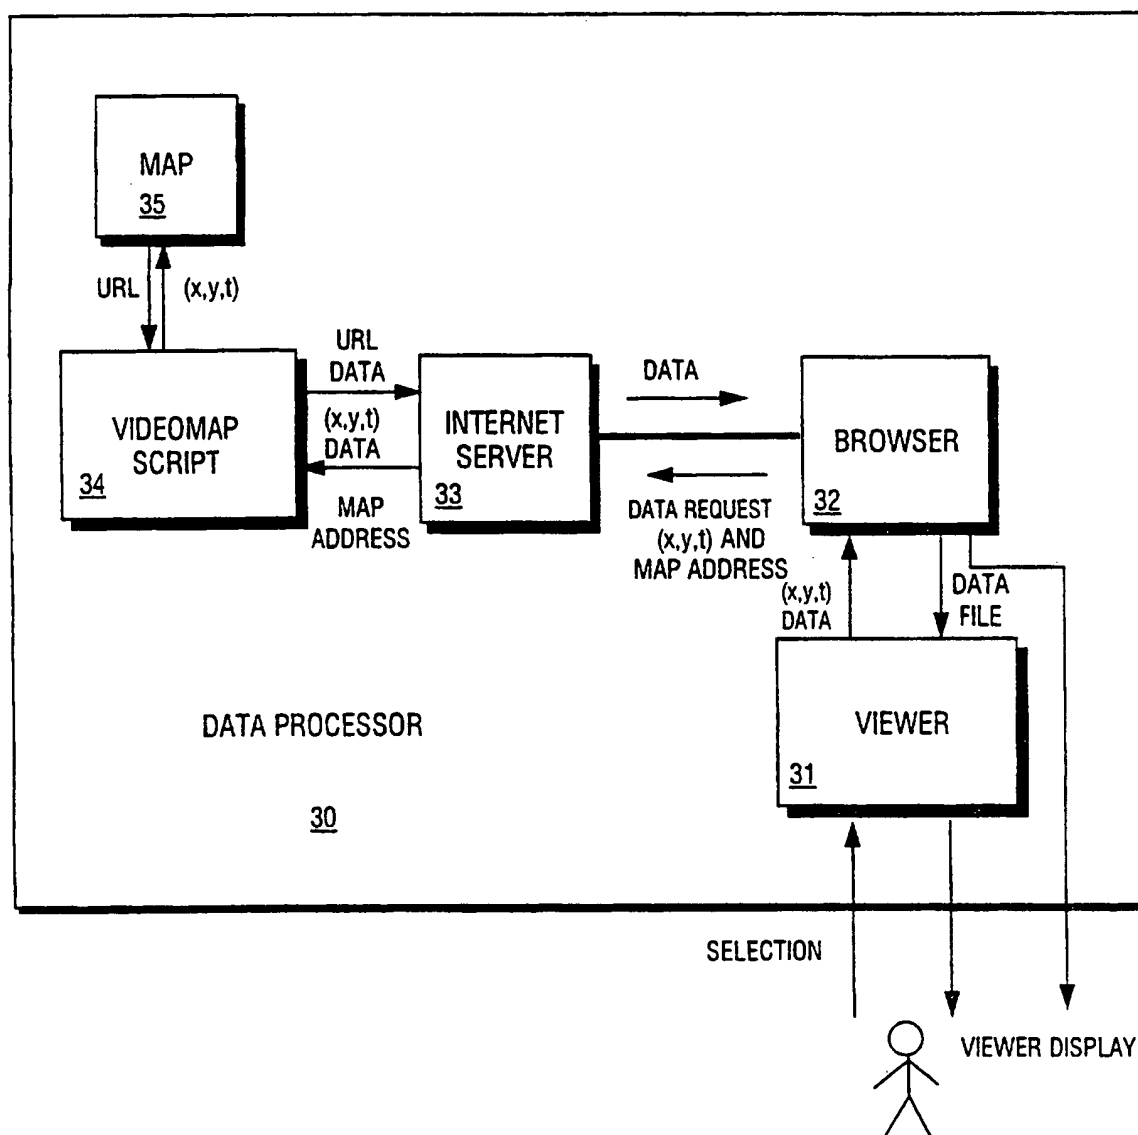 MAP
35
URL
(x,y,t)
URL
DATA
(x,y,t)
DATA
MAP
ADDRESS
VIDEOMAP
SCRIPT
34
INTERNET
SERVER
33
DATA
DATA REQUEST
(x,y,t) AND
MAP ADDRESS
BROWSER
32
(x,y,t)
DATA
DATA
FILE
VIEWER
31
DATA PROCESSOR
30
SELECTION
VIEWER DISPLAY